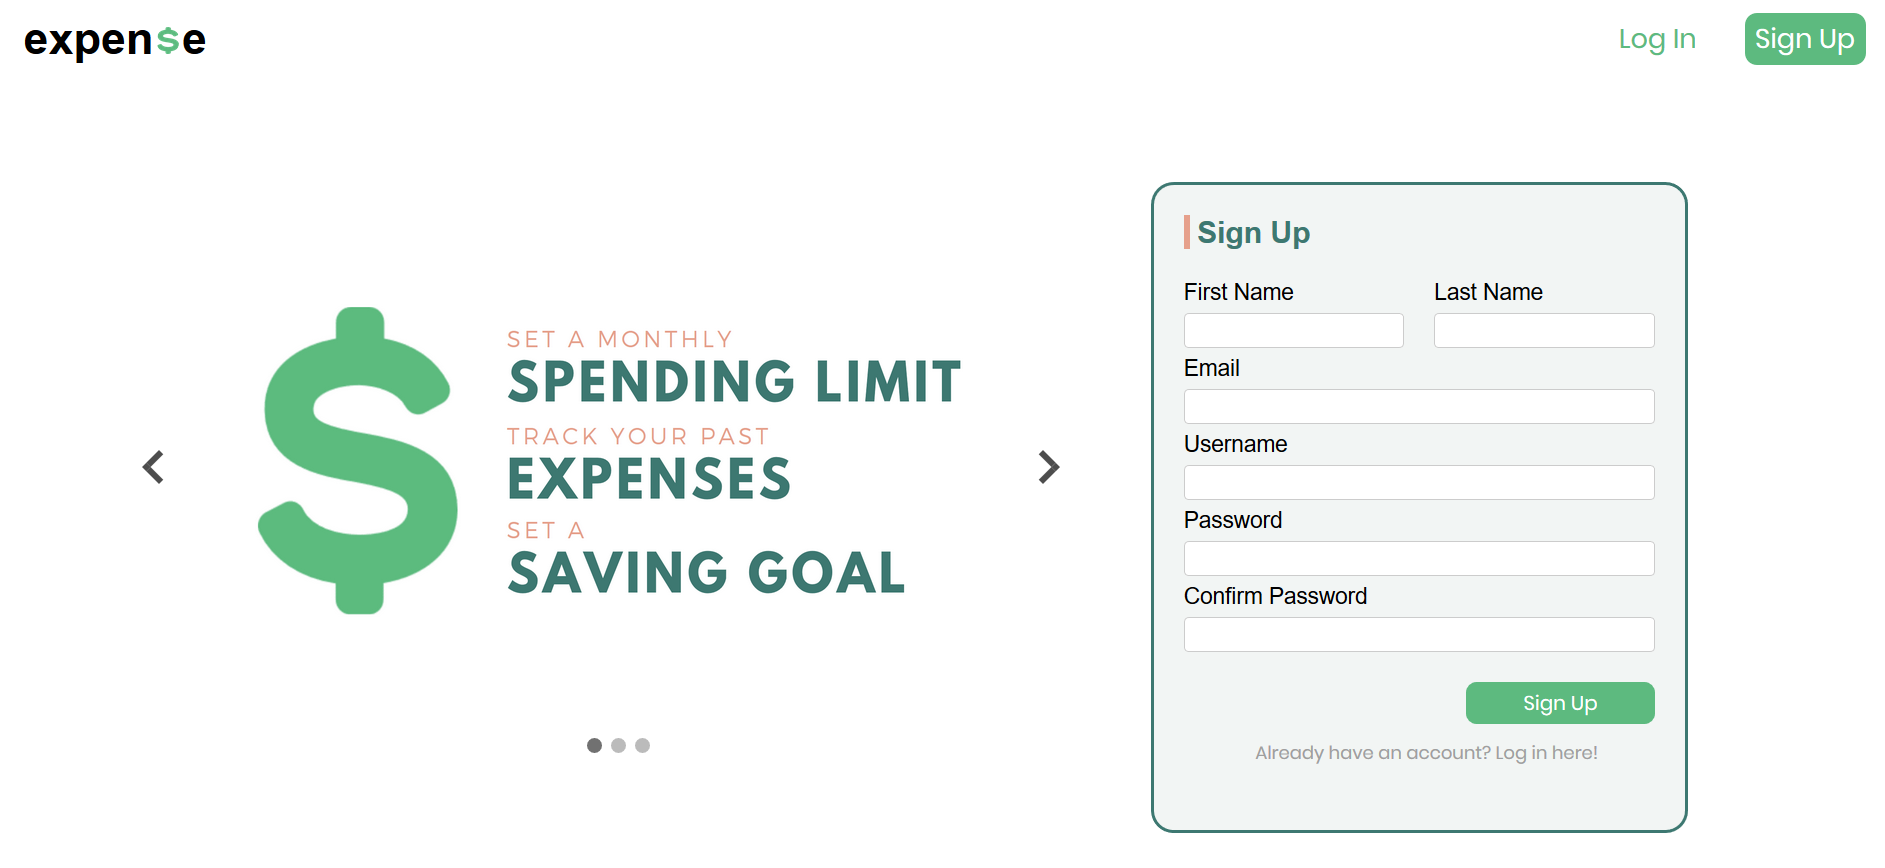 expen$e
Log In
Sign Up
SET A MONTHLY
SPENDING LIMIT
TRACK YOUR PAST
EXPENSES
SET A
SAVING GOAL
Sign Up
First Name Last Name
Email
Username
Password
Confirm Password
Sign Up
Already have an account? Log in here!